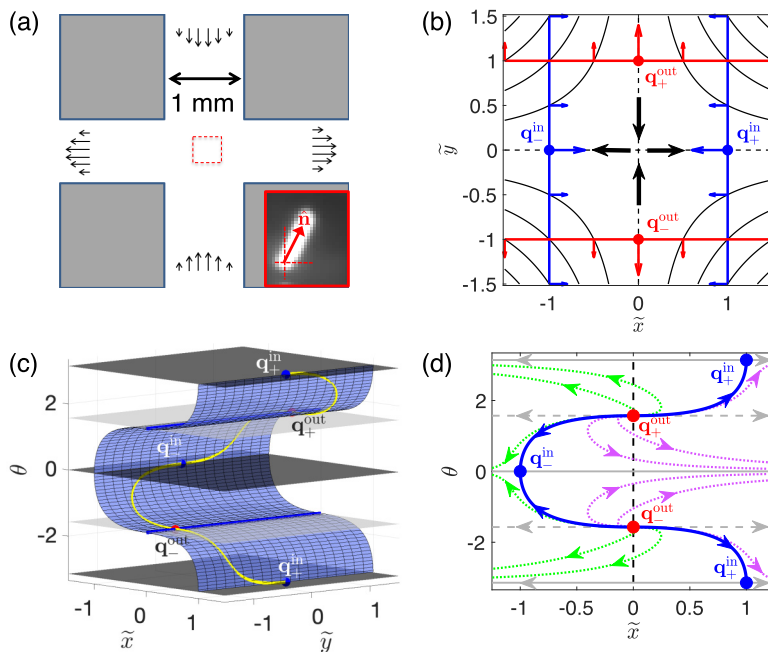 (a)
1 mm
n̂
(b)
1.5
1
0.5
0
-0.5
-1
-1.5
ỹ
q₊ᵒᵘᵗ
q₋ⁱⁿ
q₊ⁱⁿ
q₋ᵒᵘᵗ
-1 0 1
x̃
(c)
2
0
-2
θ
q₊ⁱⁿ
q₊ᵒᵘᵗ
q₋ⁱⁿ
q₋ᵒᵘᵗ
q₊ⁱⁿ
-1 0 1
x̃
-1 0 1
ỹ
(d)
2
0
-2
θ
q₊ⁱⁿ
q₊ᵒᵘᵗ
q₋ⁱⁿ
q₋ᵒᵘᵗ
q₊ⁱⁿ
-1 -0.5 0 0.5 1
x̃